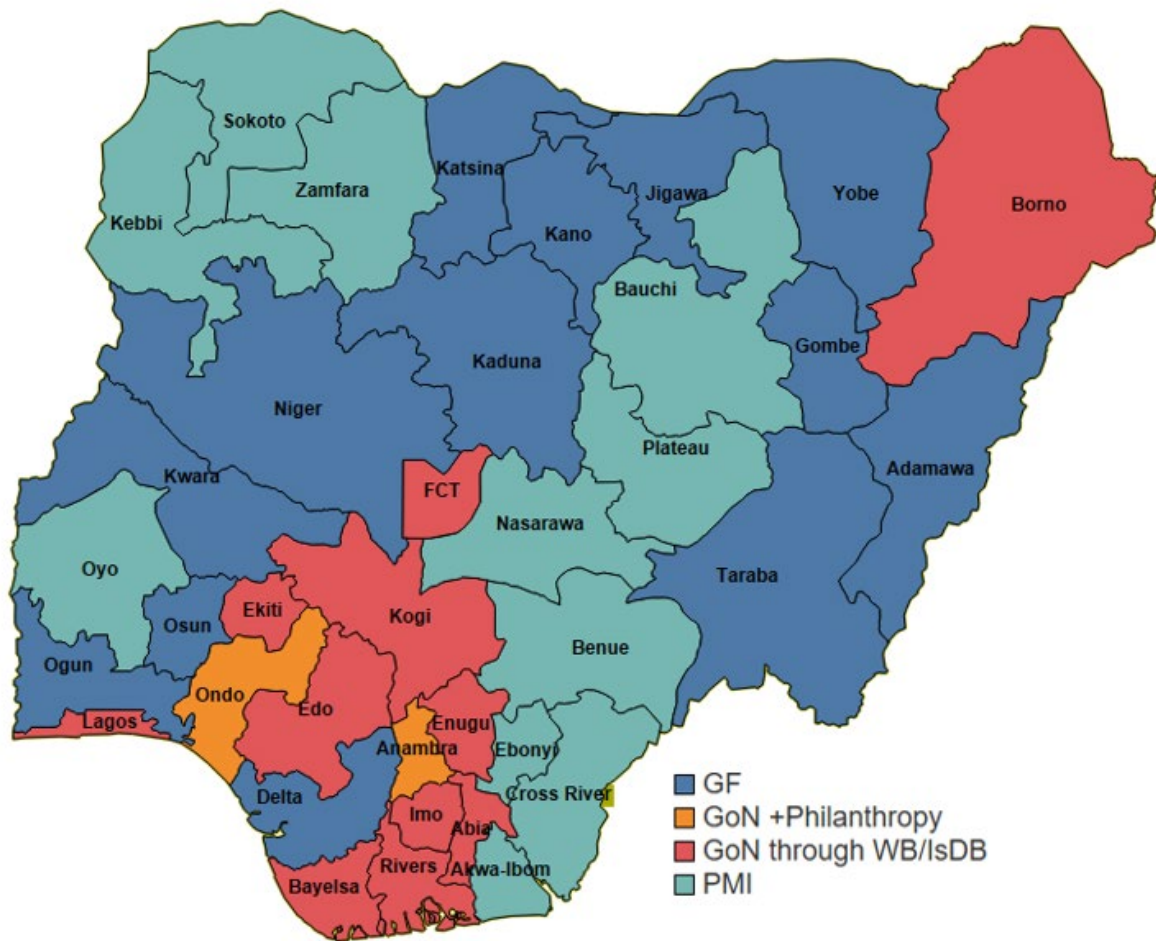 Sokoto
Zamfara
Kebbi
Katsina
Kano
Jigawa
Yobe
Borno
Bauchi
Gombe
Kaduna
Niger
Plateau
Adamawa
Kwara
FCT
Nasarawa
Oyo
Taraba
Osun
Ekiti
Kogi
Benue
Ogun
Ondo
Edo
Lagos
Enugu
Anambra
Ebonyi
Delta
Cross River
Imo
Abia
Rivers
Akwa-Ibom
Bayelsa
GF
GoN +Philanthropy
GoN through WB/IsDB
PMI